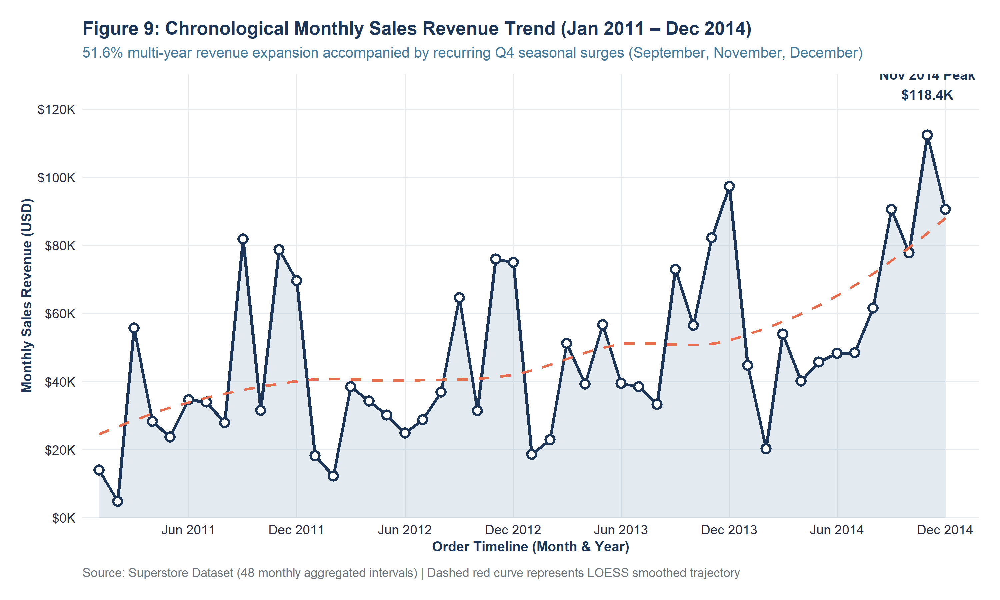 Figure 9: Chronological Monthly Sales Revenue Trend (Jan 2011 – Dec 2014)
51.6% multi-year revenue expansion accompanied by recurring Q4 seasonal surges (September, November, December)
Nov 2014 Peak
$118.4K
$120K
$100K
$80K
$60K
$40K
$20K
$0K
Monthly Sales Revenue (USD)
Jun 2011 Dec 2011 Jun 2012 Dec 2012 Jun 2013 Dec 2013 Jun 2014 Dec 2014
Order Timeline (Month & Year)
Source: Superstore Dataset (48 monthly aggregated intervals) | Dashed red curve represents LOESS smoothed trajectory